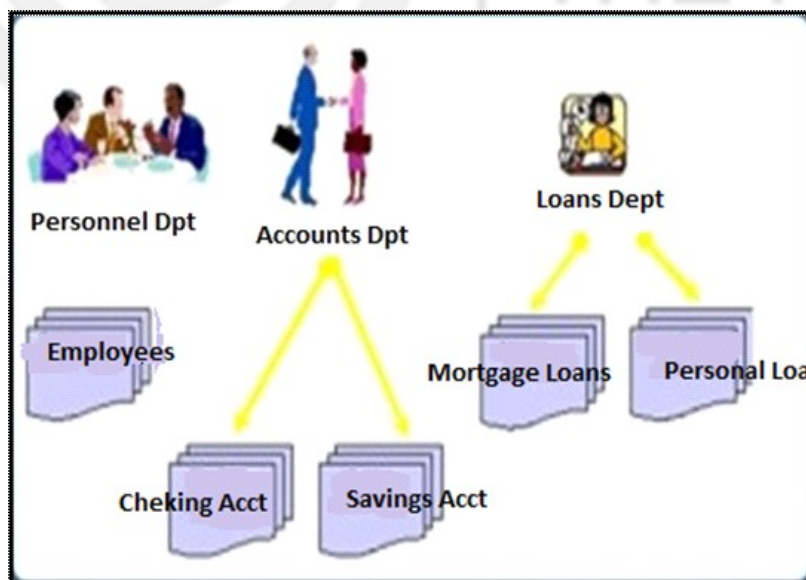 Personnel Dpt
Accounts Dpt
Loans Dept
Employees
Mortgage Loans
Personal Loa
Cheking Acct
Savings Acct